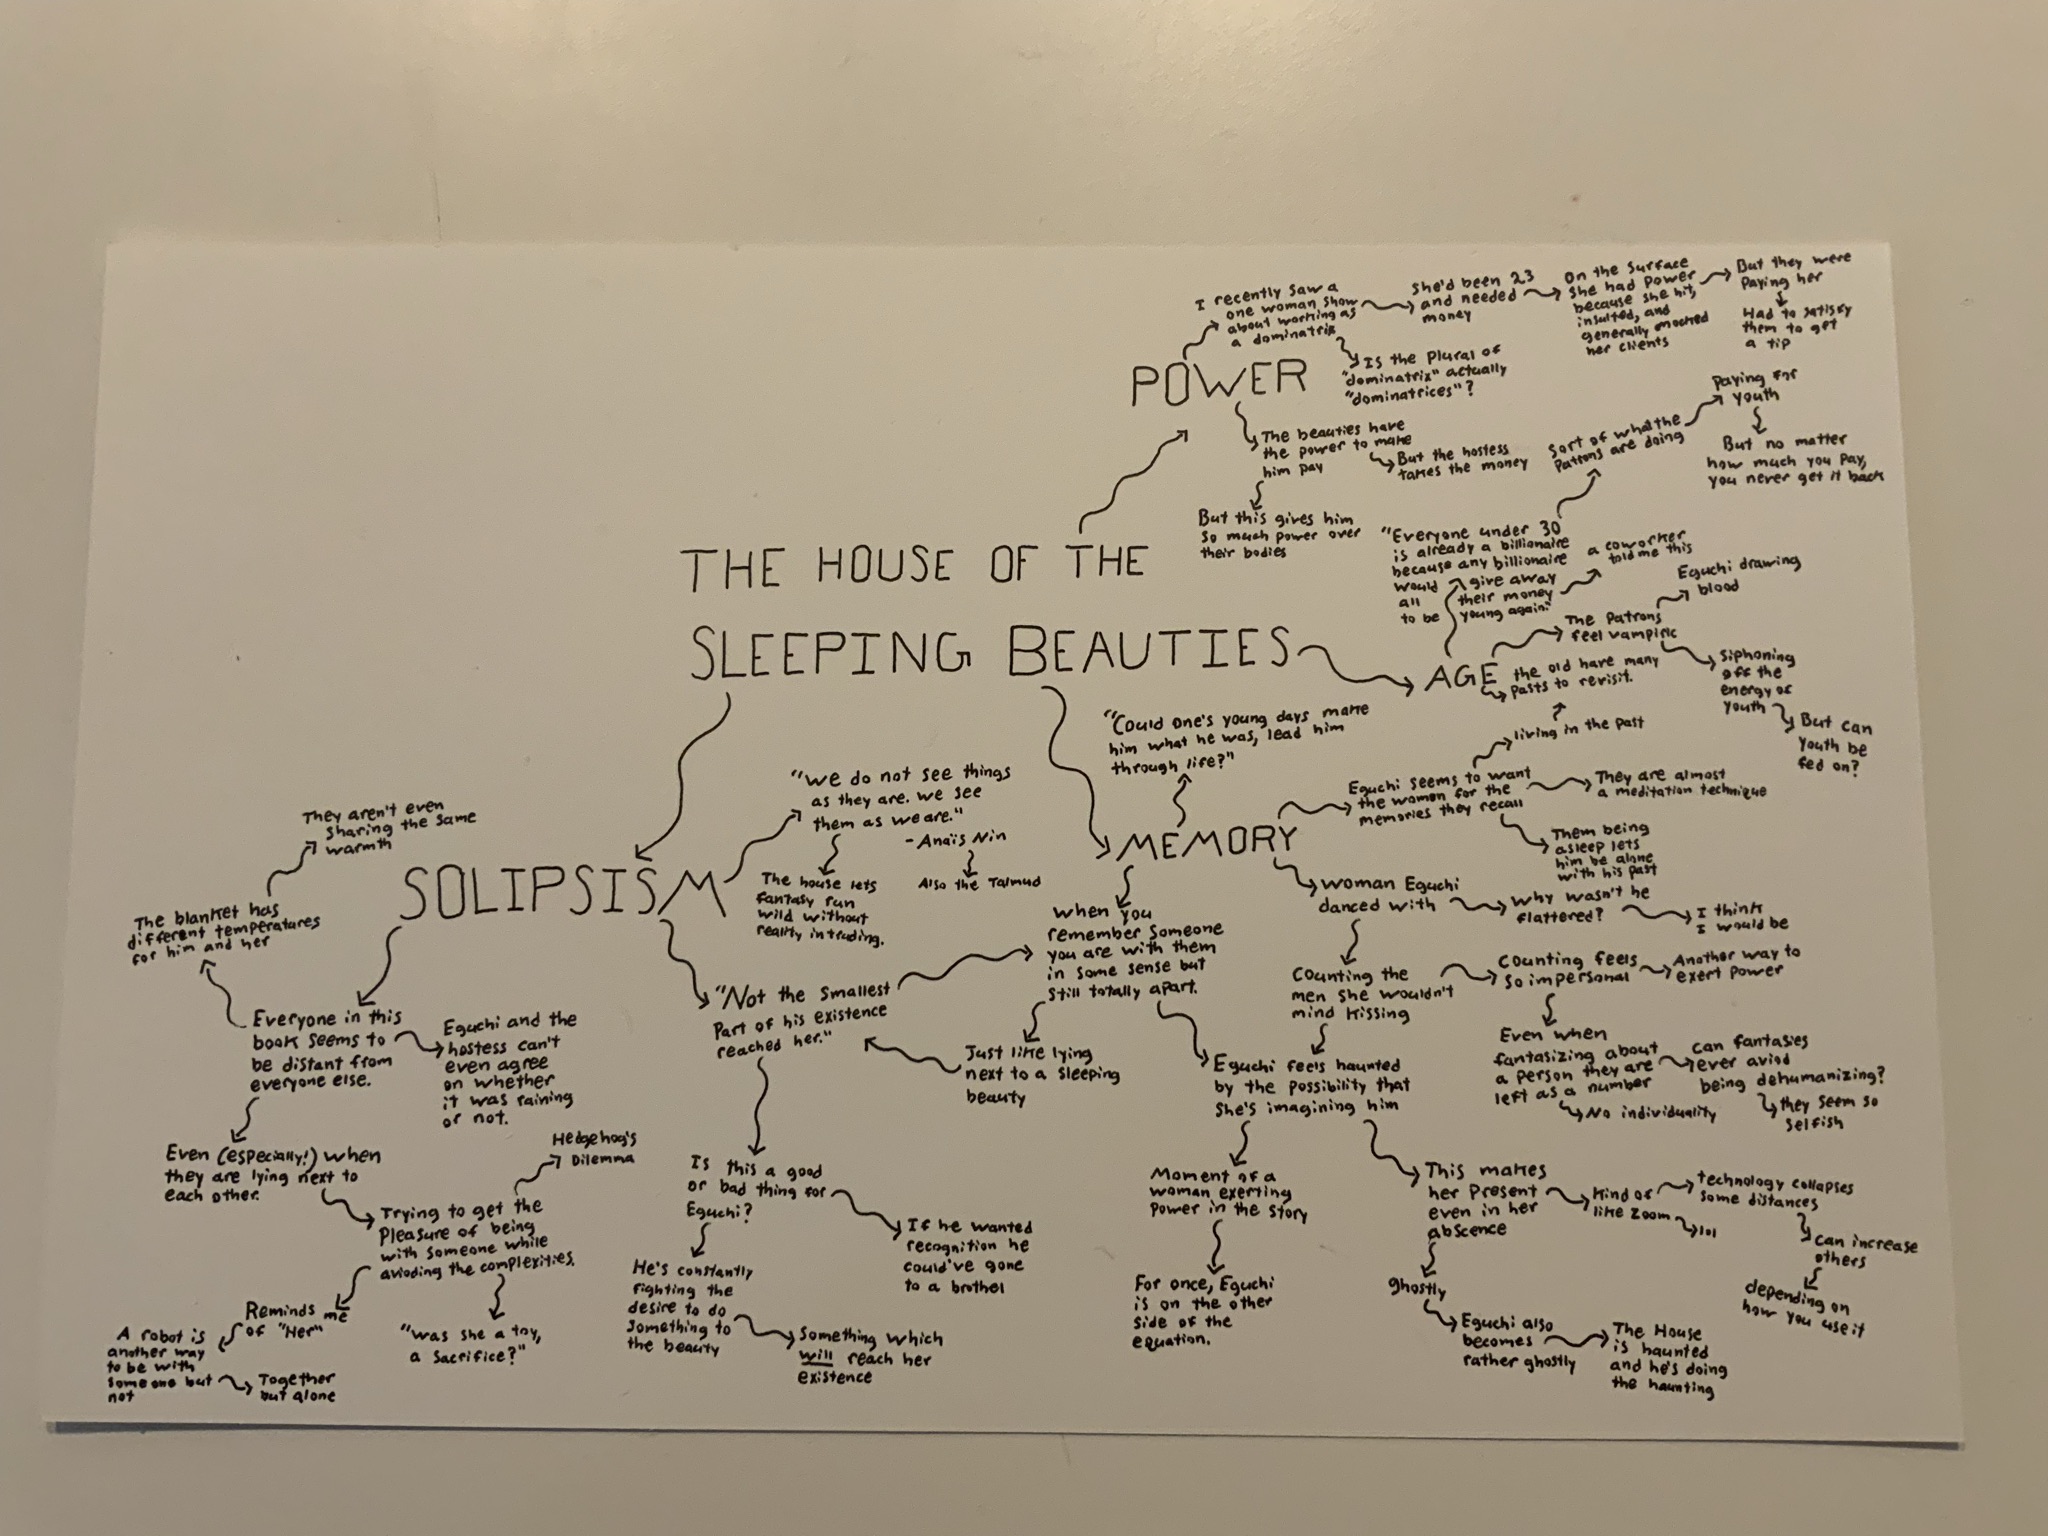 I recently saw a
one woman show
about working as
a dominatrix
She'd been 23
and needed
money
On the surface
she had power
because she hit,
insulted, and
generally mocked
her clients
But they were
paying her
Had to satisfy
them to get
a tip
Is the plural of
"dominatrix" actually
"dominatrices"?
POWER
The beauties have
the power to make
him pay
But the hostess
takes the money
But this gives him
so much power over
their bodies
Paying for
youth
Sort of what the
Patrons are doing
But no matter
how much you pay,
you never get it back
"Everyone under 30
is already a billionaire
because any billionaire
would give away
all their money
to be young again."
a coworker
told me this
THE HOUSE OF THE
SLEEPING BEAUTIES
Eguchi drawing
blood
The Patrons
feel vampiric
AGE
the old have many
pasts to revisit.
Siphoning
off the
energy of
youth
But can
youth be
fed on?
"Could one's young days make
him what he was, lead him
through life?"
living in the past
Eguchi seems to want
the women for the
memories they recall
They are almost
a meditation technique
Them being
asleep lets
him be alone
with his past
MEMORY
woman Eguchi
danced with
Why wasn't he
flattered?
I think
I would be
When you
remember someone
you are with them
in some sense but
still totally apart.
Counting the
men she wouldn't
mind kissing
Counting feels
so impersonal
Another way to
exert power
Even when
fantasizing about
a person they are
left as a number
No individuality
can fantasies
ever aviod
being dehumanizing?
they seem so
selfish
Just like lying
next to a sleeping
beauty
Eguchi feels haunted
by the possibility that
she's imagining him
Moment of a
woman exerting
power in the story
For once, Eguchi
is on the other
side of the
equation.
This makes
her present
even in her
abscence
Kind of
like Zoom
lol
technology collapses
some distances
can increase
others
depending on
how you use it
ghostly
Eguchi also
becomes
rather ghostly
The House
is haunted
and he's doing
the haunting
SOLIPSISM
"We do not see things
as they are. we see
them as we are."
- Anaïs Nin
Also the Talmud
The house lets
fantasy run
wild without
reality intruding.
They aren't even
sharing the same
warmth
The blanket has
different temperatures
for him and her
Everyone in this
book seems to
be distant from
everyone else.
Eguchi and the
hostess can't
even agree
on whether
it was raining
or not.
Even (especially!) when
they are lying next to
each other.
Trying to get the
pleasure of being
with someone while
avioding the complexities.
Hedgehog's
Dilemma
Reminds me
of "Her"
A robot is
another way
to be with
someone but
not
Together
but alone
"was she a toy,
a sacrifice?"
"Not the smallest
part of his existence
reached her."
Is this a good
or bad thing for
Eguchi?
If he wanted
recognition he
could've gone
to a brothel
He's constantly
fighting the
desire to do
something to
the beauty
Something which
will reach her
existence